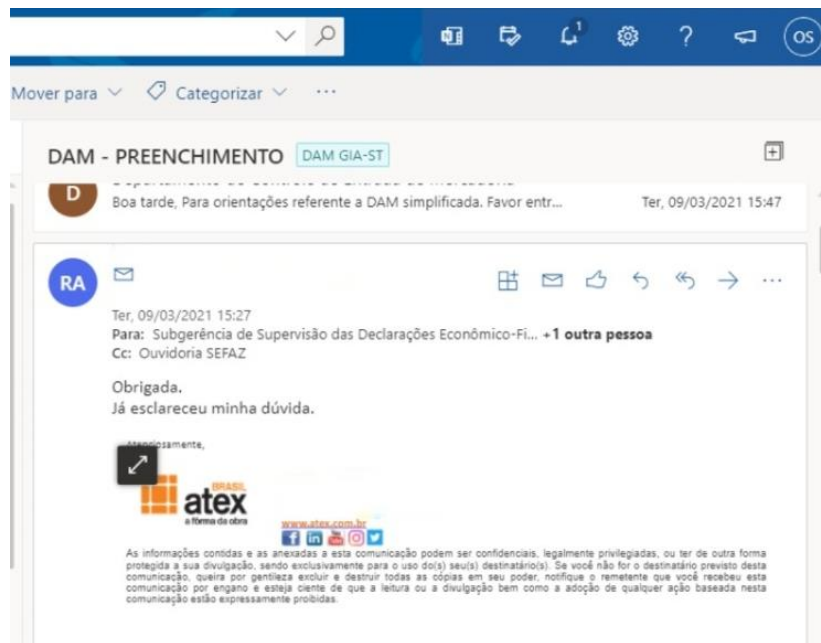 1
OS
Mover para
Categorizar
...
DAM - PREENCHIMENTO DAM GIA-ST
D
Boa tarde, Para orientações referente a DAM simplificada. Favor entr... Ter, 09/03/2021 15:47
RA
Ter, 09/03/2021 15:27
Para: Subgerência de Supervisão das Declarações Econômico-Fi... +1 outra pessoa
Cc: Ouvidoria SEFAZ
Obrigada.
Já esclareceu minha dúvida.
Atenciosamente,
BRASIL
atex
a fôrma da obra
www.atex.com.br
As informações contidas e as anexadas a esta comunicação podem ser confidenciais, legalmente privilegiadas, ou ter de outra forma
protegida a sua divulgação, sendo exclusivamente para o uso do(s) seu(s) destinatário(s). Se você não for o destinatário previsto desta
comunicação, queira por gentileza excluir e destruir todas as cópias em seu poder, notifique o remetente que você recebeu esta
comunicação por engano e esteja ciente de que a leitura ou a divulgação bem como a adoção de qualquer ação baseada nesta
comunicação estão expressamente proibidas.